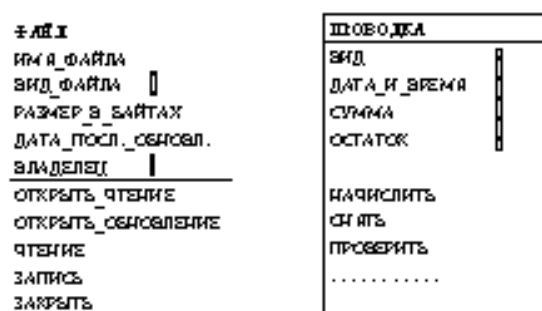 ФАЙЛ
ИМЯ_ФАЙЛА
ВИД_ФАЙЛА
РАЗМЕР_В_БАЙТАХ
ДАТА_ПОСЛ._ОБНОВЛ.
ВЛАДЕЛЕЦ
ОТКРЫТЬ_ЧТЕНИЕ
ОТКРЫТЬ_ОБНОВЛЕНИЕ
ЧТЕНИЕ
ЗАПИСЬ
ЗАКРЫТЬ
ПРОВОДКА
ВИД
ДАТА_И_ВРЕМЯ
СУММА
ОСТАТОК
НАЧИСЛИТЬ
СНЯТЬ
ПРОВЕРИТЬ
...........